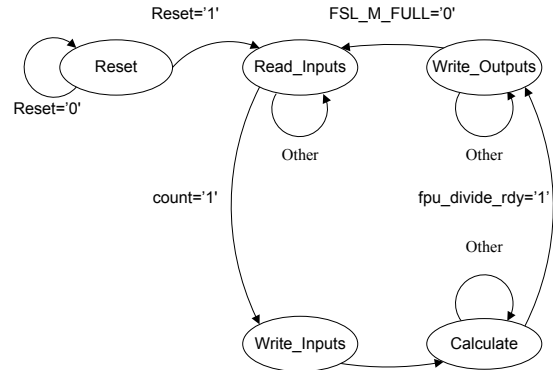 Reset='1'
FSL_M_FULL='0'
Reset
Read_Inputs
Write_Outputs
Reset='0'
Other
Other
count='1'
fpu_divide_rdy='1'
Other
Write_Inputs
Calculate